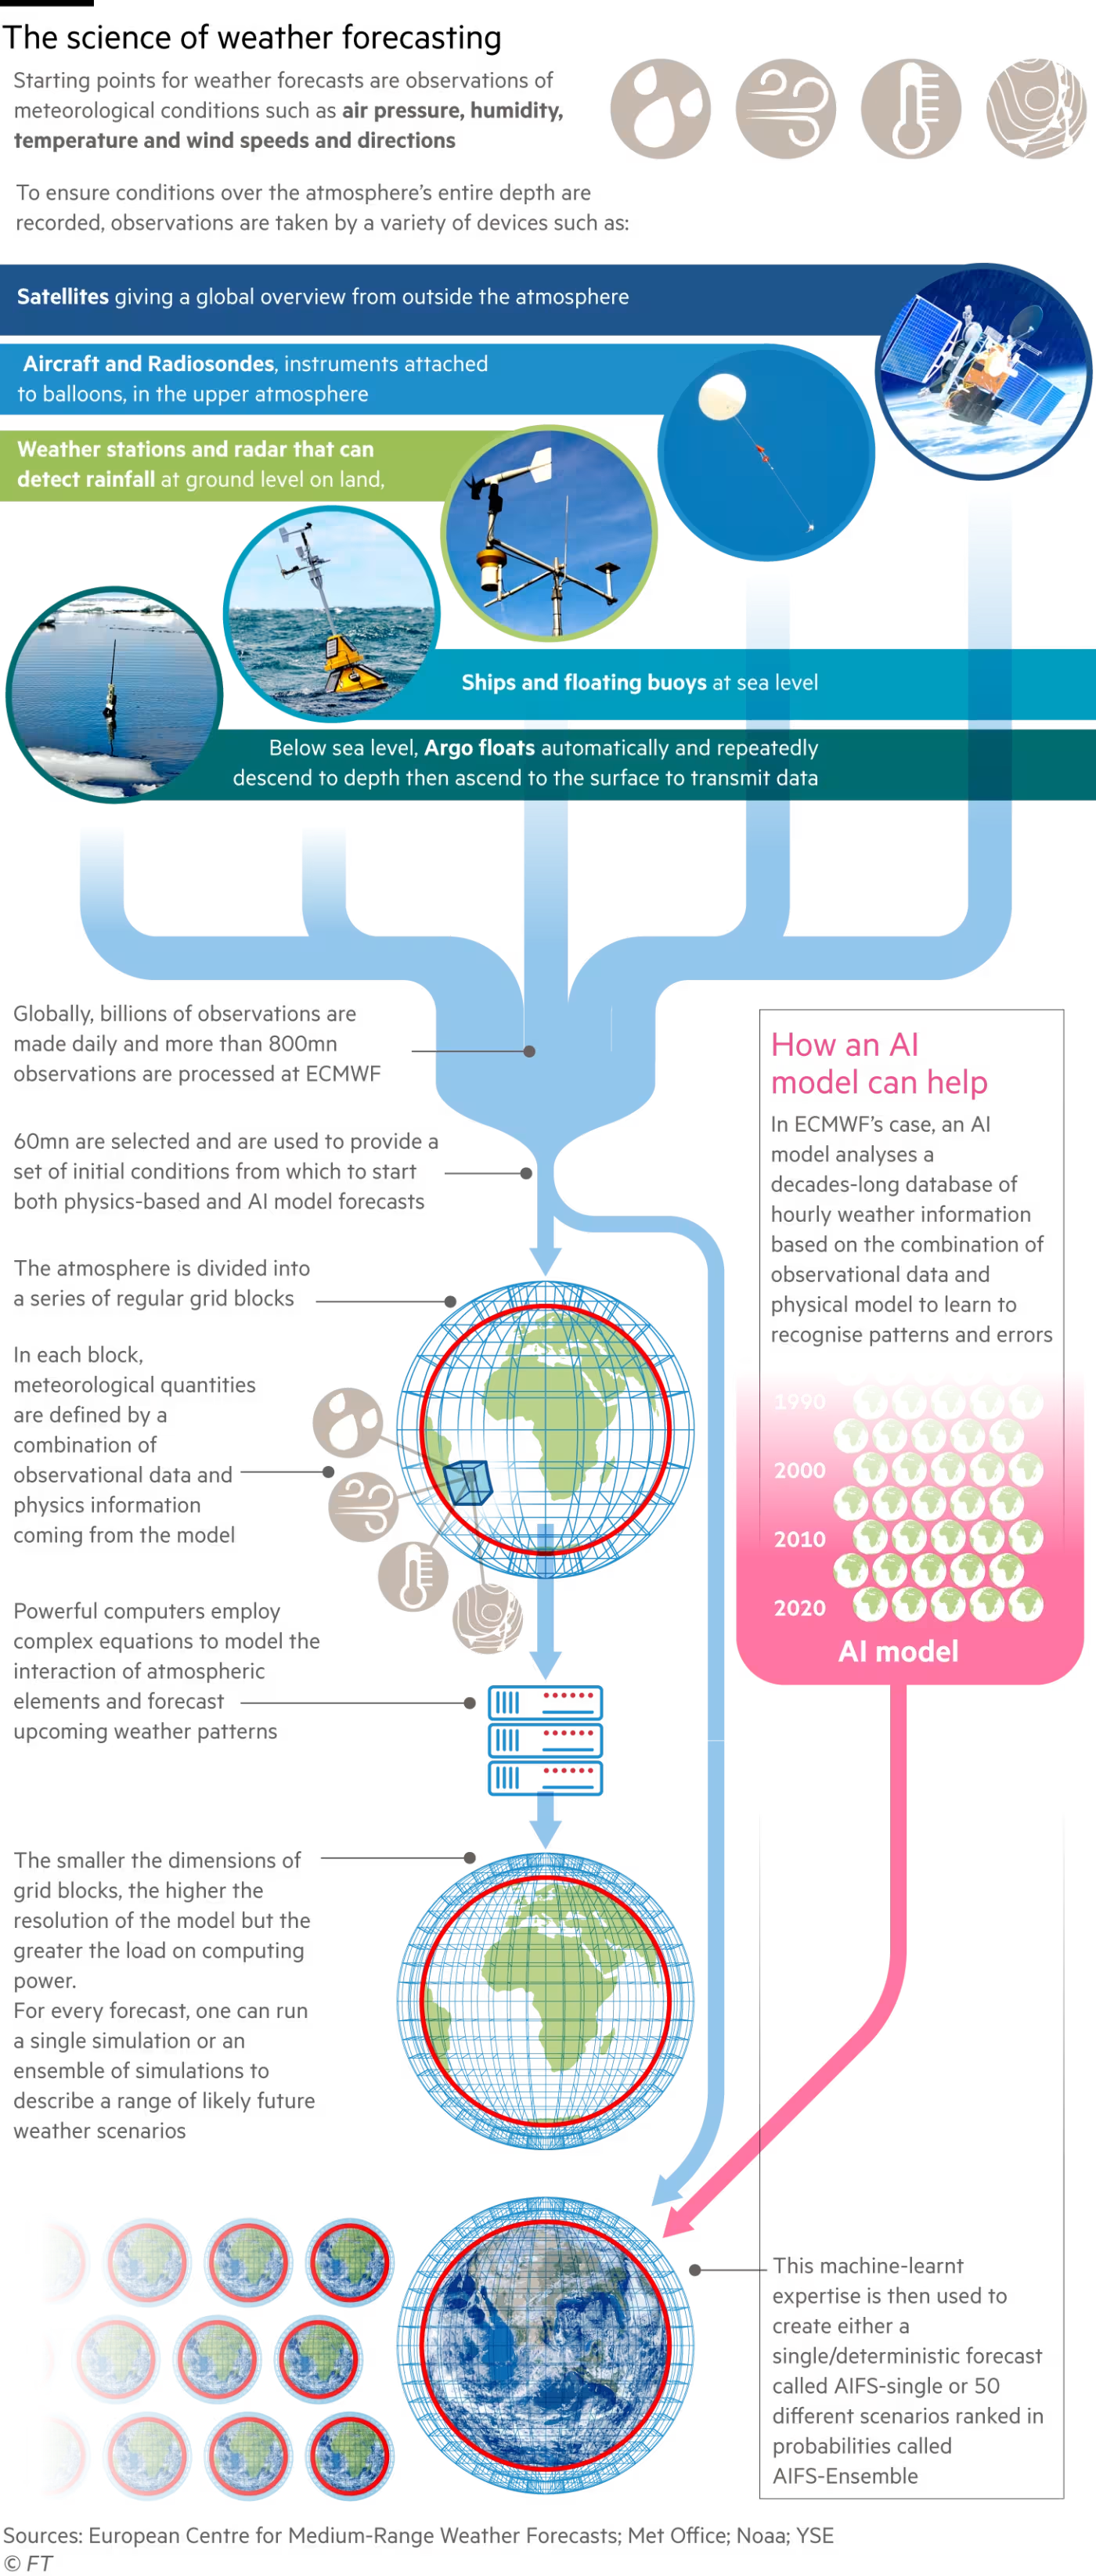 The science of weather forecasting
Starting points for weather forecasts are observations of
meteorological conditions such as air pressure, humidity,
temperature and wind speeds and directions
To ensure conditions over the atmosphere’s entire depth are
recorded, observations are taken by a variety of devices such as:
Satellites giving a global overview from outside the atmosphere
Aircraft and Radiosondes, instruments attached
to balloons, in the upper atmosphere
Weather stations and radar that can
detect rainfall at ground level on land,
Ships and floating buoys at sea level
Below sea level, Argo floats automatically and repeatedly
descend to depth then ascend to the surface to transmit data
Globally, billions of observations are
made daily and more than 800mn
observations are processed at ECMWF
60mn are selected and are used to provide a
set of initial conditions from which to start
both physics-based and AI model forecasts
The atmosphere is divided into
a series of regular grid blocks
In each block,
meteorological quantities
are defined by a
combination of
observational data and
physics information
coming from the model
Powerful computers employ
complex equations to model the
interaction of atmospheric
elements and forecast
upcoming weather patterns
The smaller the dimensions of
grid blocks, the higher the
resolution of the model but the
greater the load on computing
power.
For every forecast, one can run
a single simulation or an
ensemble of simulations to
describe a range of likely future
weather scenarios
How an AI
model can help
In ECMWF’s case, an AI
model analyses a
decades-long database of
hourly weather information
based on the combination of
observational data and
physical model to learn to
recognise patterns and errors
1990
2000
2010
2020
AI model
This machine-learnt
expertise is then used to
create either a
single/deterministic forecast
called AIFS-single or 50
different scenarios ranked in
probabilities called
AIFS-Ensemble
Sources: European Centre for Medium-Range Weather Forecasts; Met Office; Noaa; YSE
© FT